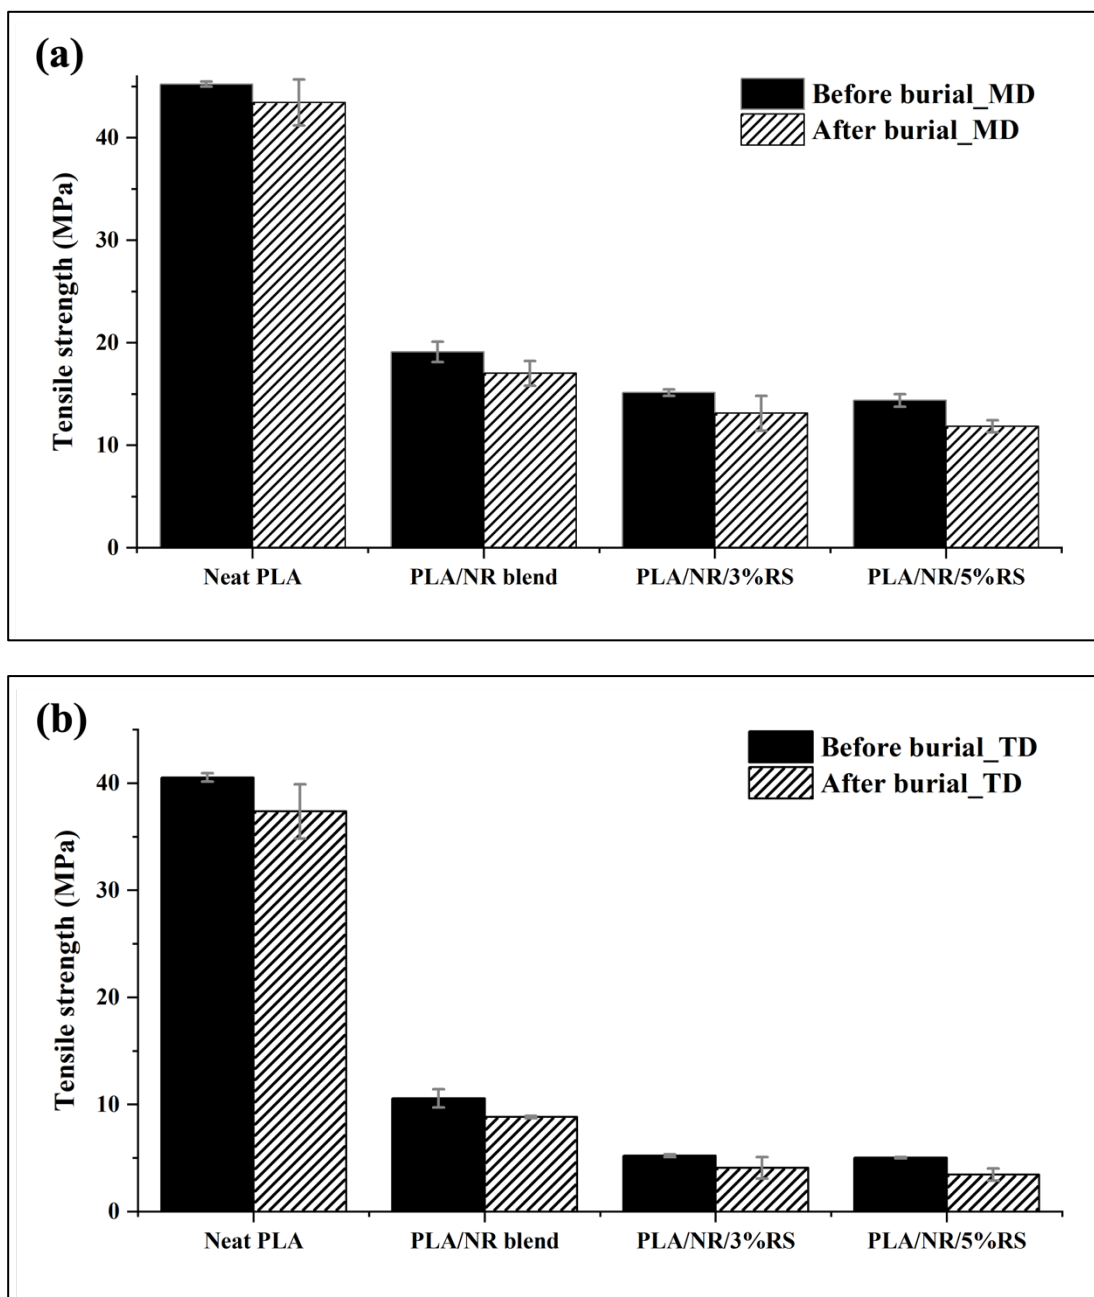 (a)
Before burial_MD
After burial_MD
Tensile strength (MPa)
40
30
20
10
0
Neat PLA PLA/NR blend PLA/NR/3%RS PLA/NR/5%RS
(b)
Before burial_TD
After burial_TD
Tensile strength (MPa)
40
30
20
10
0
Neat PLA PLA/NR blend PLA/NR/3%RS PLA/NR/5%RS